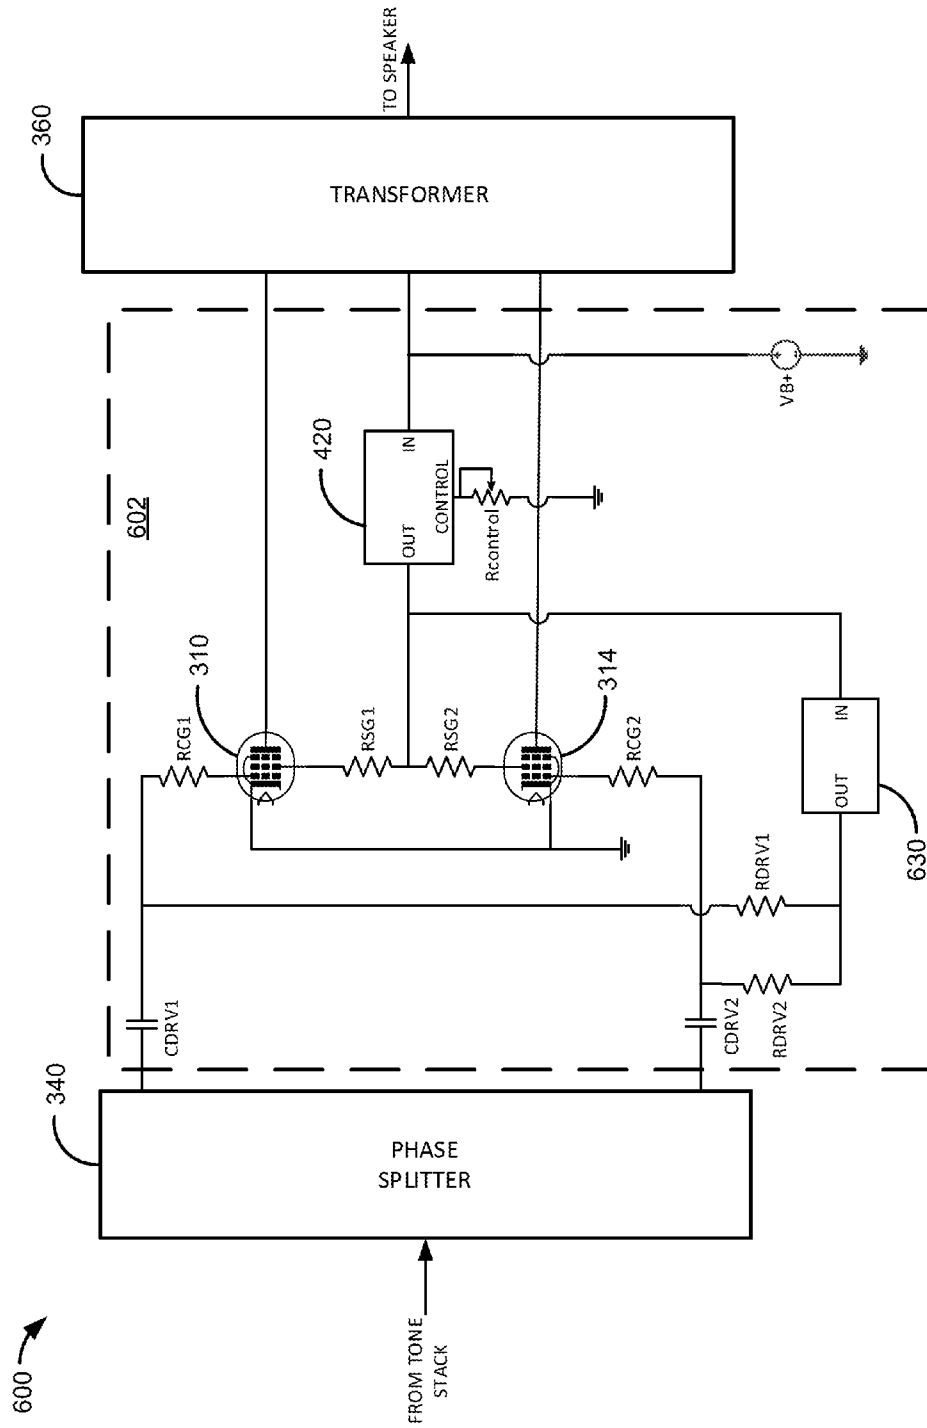 600
FROM TONE
STACK
340
PHASE
SPLITTER
602
CDRV1
CDRV2
RDRV2
RDRV1
RCG1
310
RSG1
RSG2
314
RCG2
630
OUT
IN
420
OUT
IN
CONTROL
Rcontrol
VB+
+
-
360
TRANSFORMER
TO SPEAKER